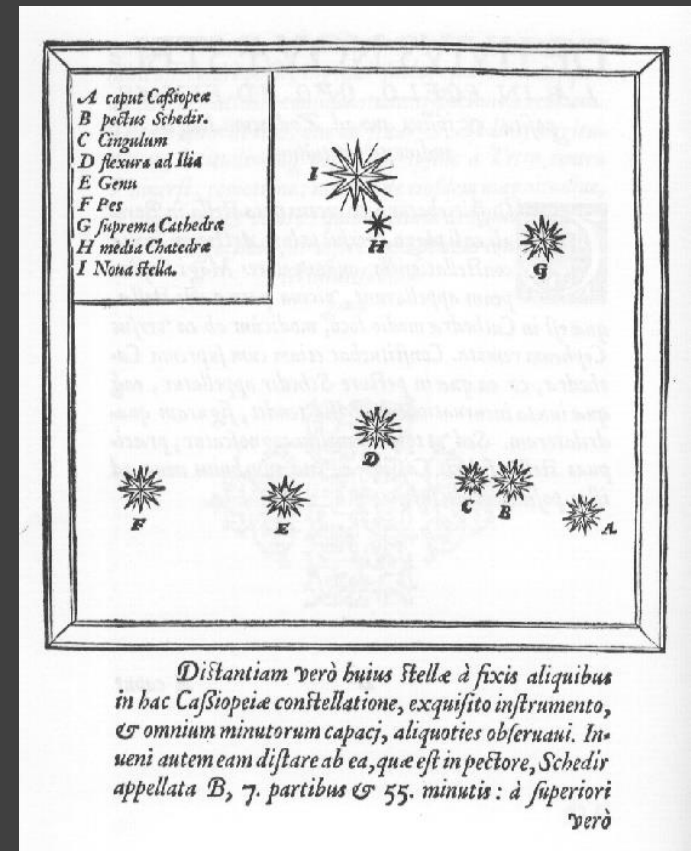 A caput Caſsiopeæ
B pectus Schedir.
C Cingulum
D flexura ad Ilia
E Genu
F Pes
G ſuprema Cathedræ
H media Chatedræ
I Noua ſtella.
I
H
G
D
C B
F E
A
Diſtantiam verò huius ſtellæ à fixis aliquibus
in hac Caſsiopeiæ conſtellatione, exquiſito inſtrumento,
& omnium minutorum capacj, aliquoties obſeruaui. In-
ueni autem eam diſtare ab ea, quæ eſt in pectore, Schedir
appellata B, 7. partibus & 55. minutis : à ſuperiori
verò